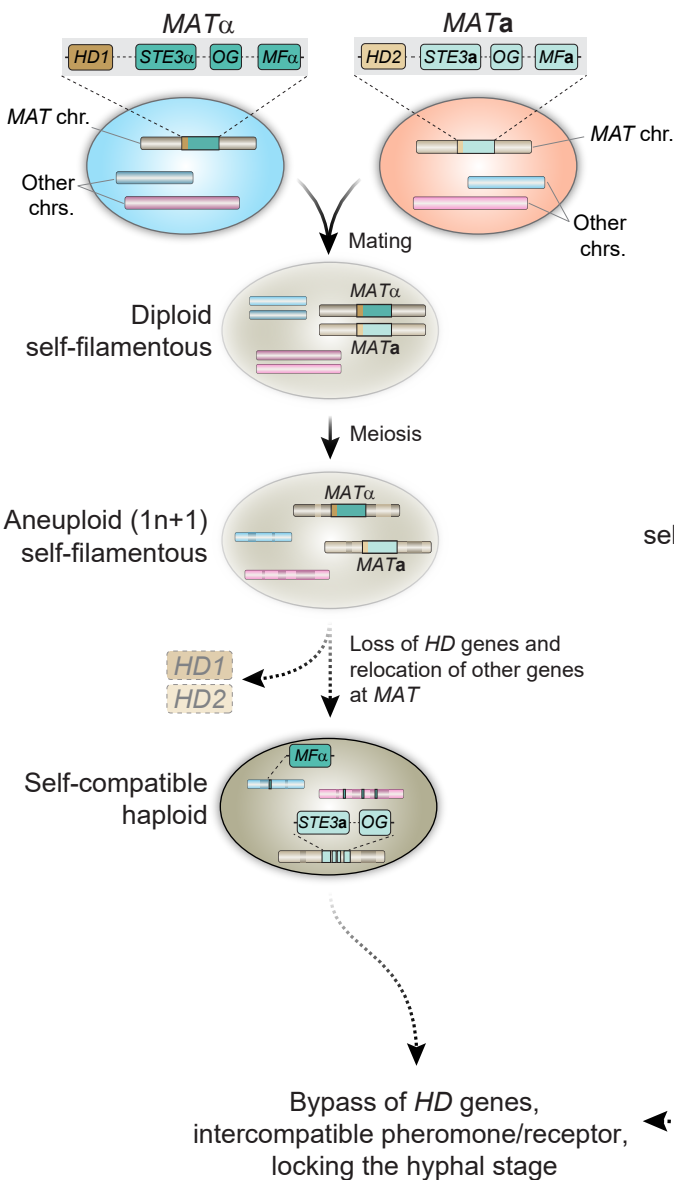 MATα
MATa
HD1
STE3α
OG
MFα
HD2
STE3a
OG
MFa
MAT chr.
MAT chr.
Other
chrs.
Other
chrs.
Mating
Diploid
self-filamentous
MATα
MATa
Meiosis
Aneuploid (1n+1)
self-filamentous
MATα
MATa
sel
Loss of HD genes and
relocation of other genes
at MAT
HD1
HD2
Self-compatible
haploid
MFα
STE3a
OG
Bypass of HD genes,
intercompatible pheromone/receptor,
locking the hyphal stage